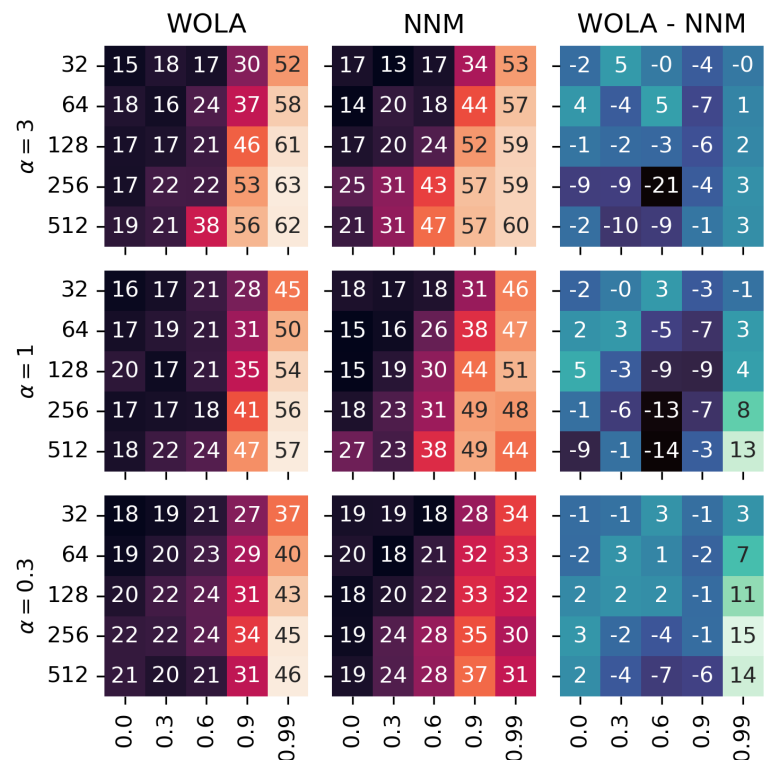 WOLA NNM WOLA - NNM
α = 3
32 15 18 17 30 52 17 13 17 34 53 -2 5 -0 -4 -0
64 18 16 24 37 58 14 20 18 44 57 4 -4 5 -7 1
128 17 17 21 46 61 17 20 24 52 59 -1 -2 -3 -6 2
256 17 22 22 53 63 25 31 43 57 59 -9 -9 -21 -4 3
512 19 21 38 56 62 21 31 47 57 60 -2 -10 -9 -1 3
α = 1
32 16 17 21 28 45 18 17 18 31 46 -2 -0 3 -3 -1
64 17 19 21 31 50 15 16 26 38 47 2 3 -5 -7 3
128 20 17 21 35 54 15 19 30 44 51 5 -3 -9 -9 4
256 17 17 18 41 56 18 23 31 49 48 -1 -6 -13 -7 8
512 18 22 24 47 57 27 23 38 49 44 -9 -1 -14 -3 13
α = 0.3
32 18 19 21 27 37 19 19 18 28 34 -1 -1 3 -1 3
64 19 20 23 29 40 20 18 21 32 33 -2 3 1 -2 7
128 20 22 24 31 43 18 20 22 33 32 2 2 2 -1 11
256 22 22 24 34 45 19 24 28 35 30 3 -2 -4 -1 15
512 21 20 21 31 46 19 24 28 37 31 2 -4 -7 -6 14
0.0 0.3 0.6 0.9 0.99 0.0 0.3 0.6 0.9 0.99 0.0 0.3 0.6 0.9 0.99